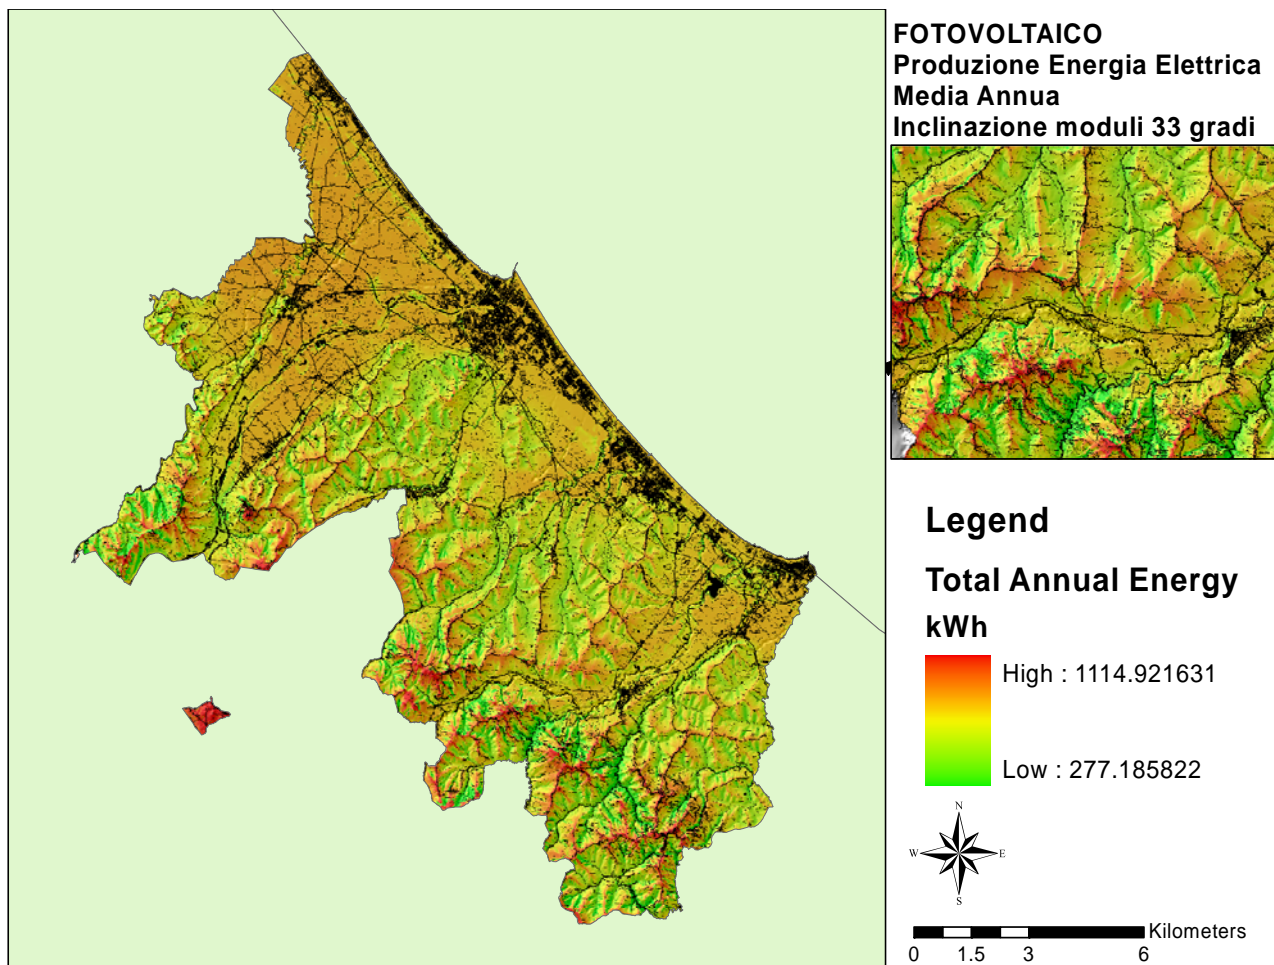 FOTOVOLTAICO
Produzione Energia Elettrica
Media Annua
Inclinazione moduli 33 gradi
Legend
Total Annual Energy
kWh
High : 1114.921631
Low : 277.185822
N
W E
S
Kilometers
0 1.5 3 6